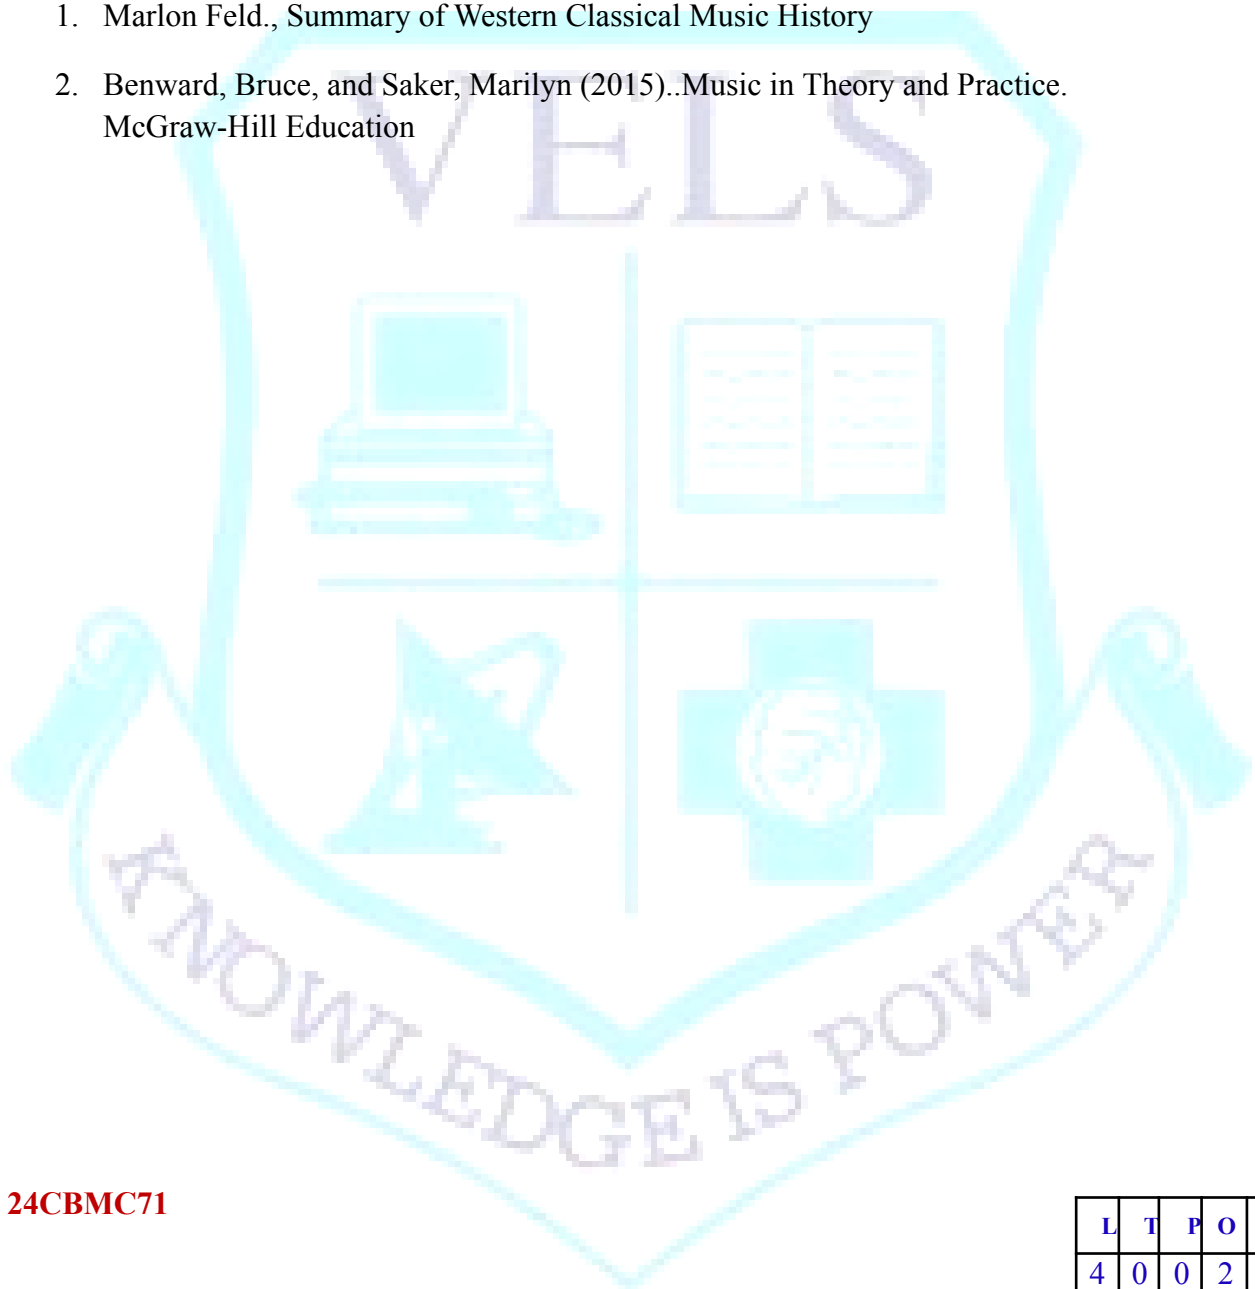 1. Marlon Feld., Summary of Western Classical Music History
2. Benward, Bruce, and Saker, Marilyn (2015)..Music in Theory and Practice.
McGraw-Hill Education
VELS
KNOWLEDGE IS POWER
24CBMC71
L T P O
4 0 0 2